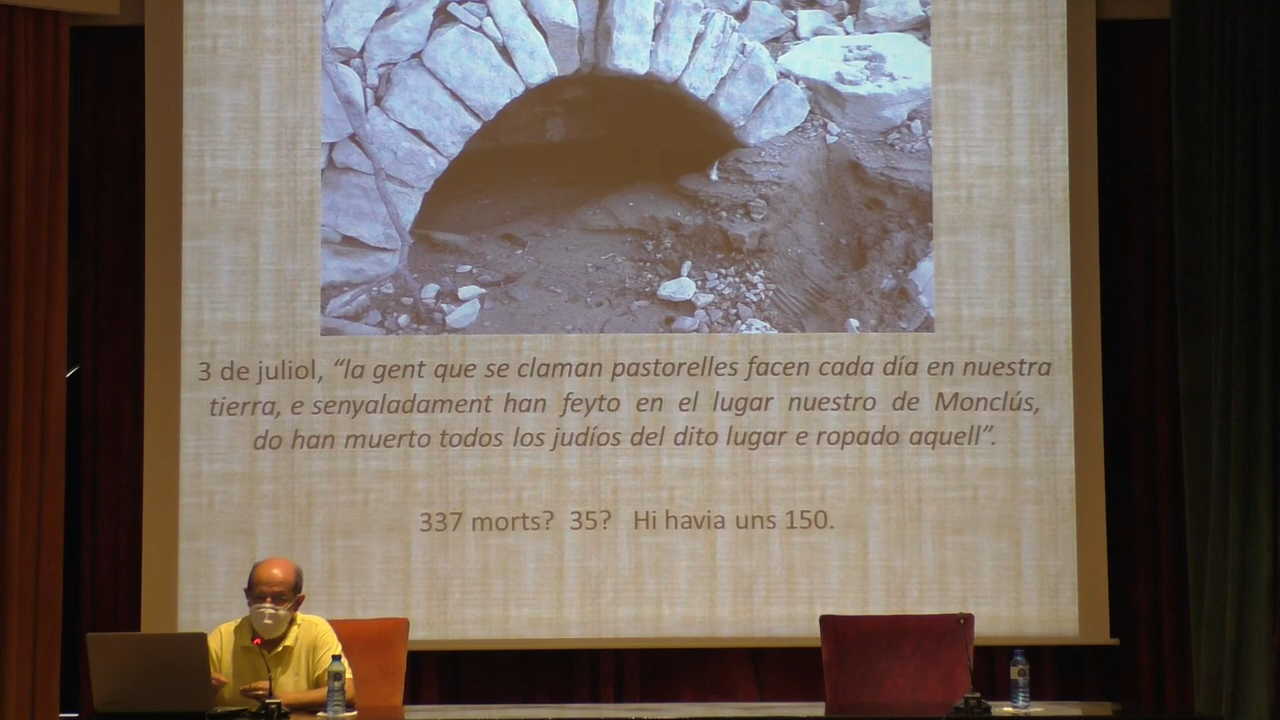 3 de juliol, “la gent que se claman pastorelles facen cada día en nuestra
tierra, e senyaladament han feyto en el lugar nuestro de Monclús,
do han muerto todos los judíos del dito lugar e ropado aquell”.
337 morts? 35? Hi havia uns 150.